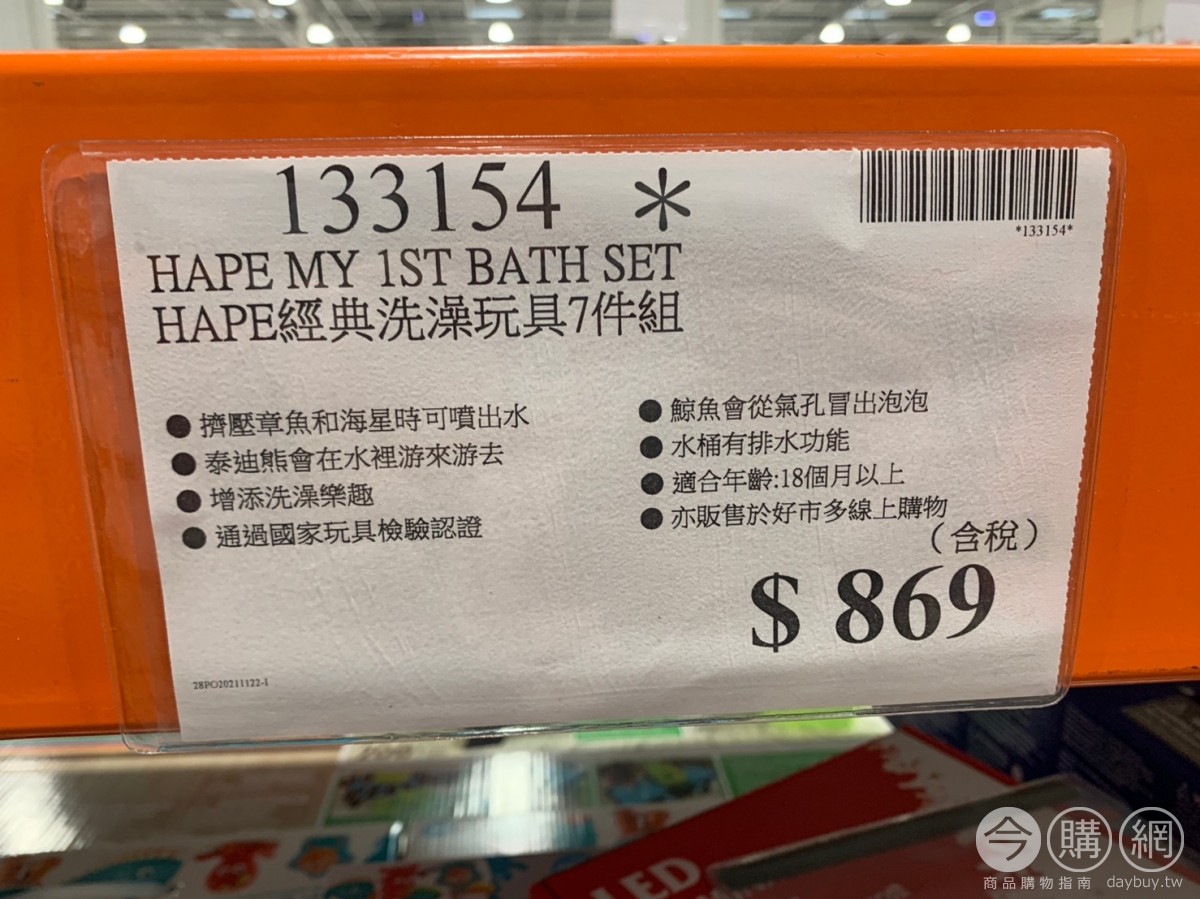 133154 *
*133154*
HAPE MY 1ST BATH SET
HAPE經典洗澡玩具7件組
● 擠壓章魚和海星時可噴出水
● 泰迪熊會在水裡游來游去
● 增添洗澡樂趣
● 通過國家玩具檢驗認證
● 鯨魚會從氣孔冒出泡泡
● 水桶有排水功能
● 適合年齡:18個月以上
● 亦販售於好市多線上購物
(含稅)
$ 869
28PO20211122-1
LED
今購網
商品購物指南 daybuy.tw